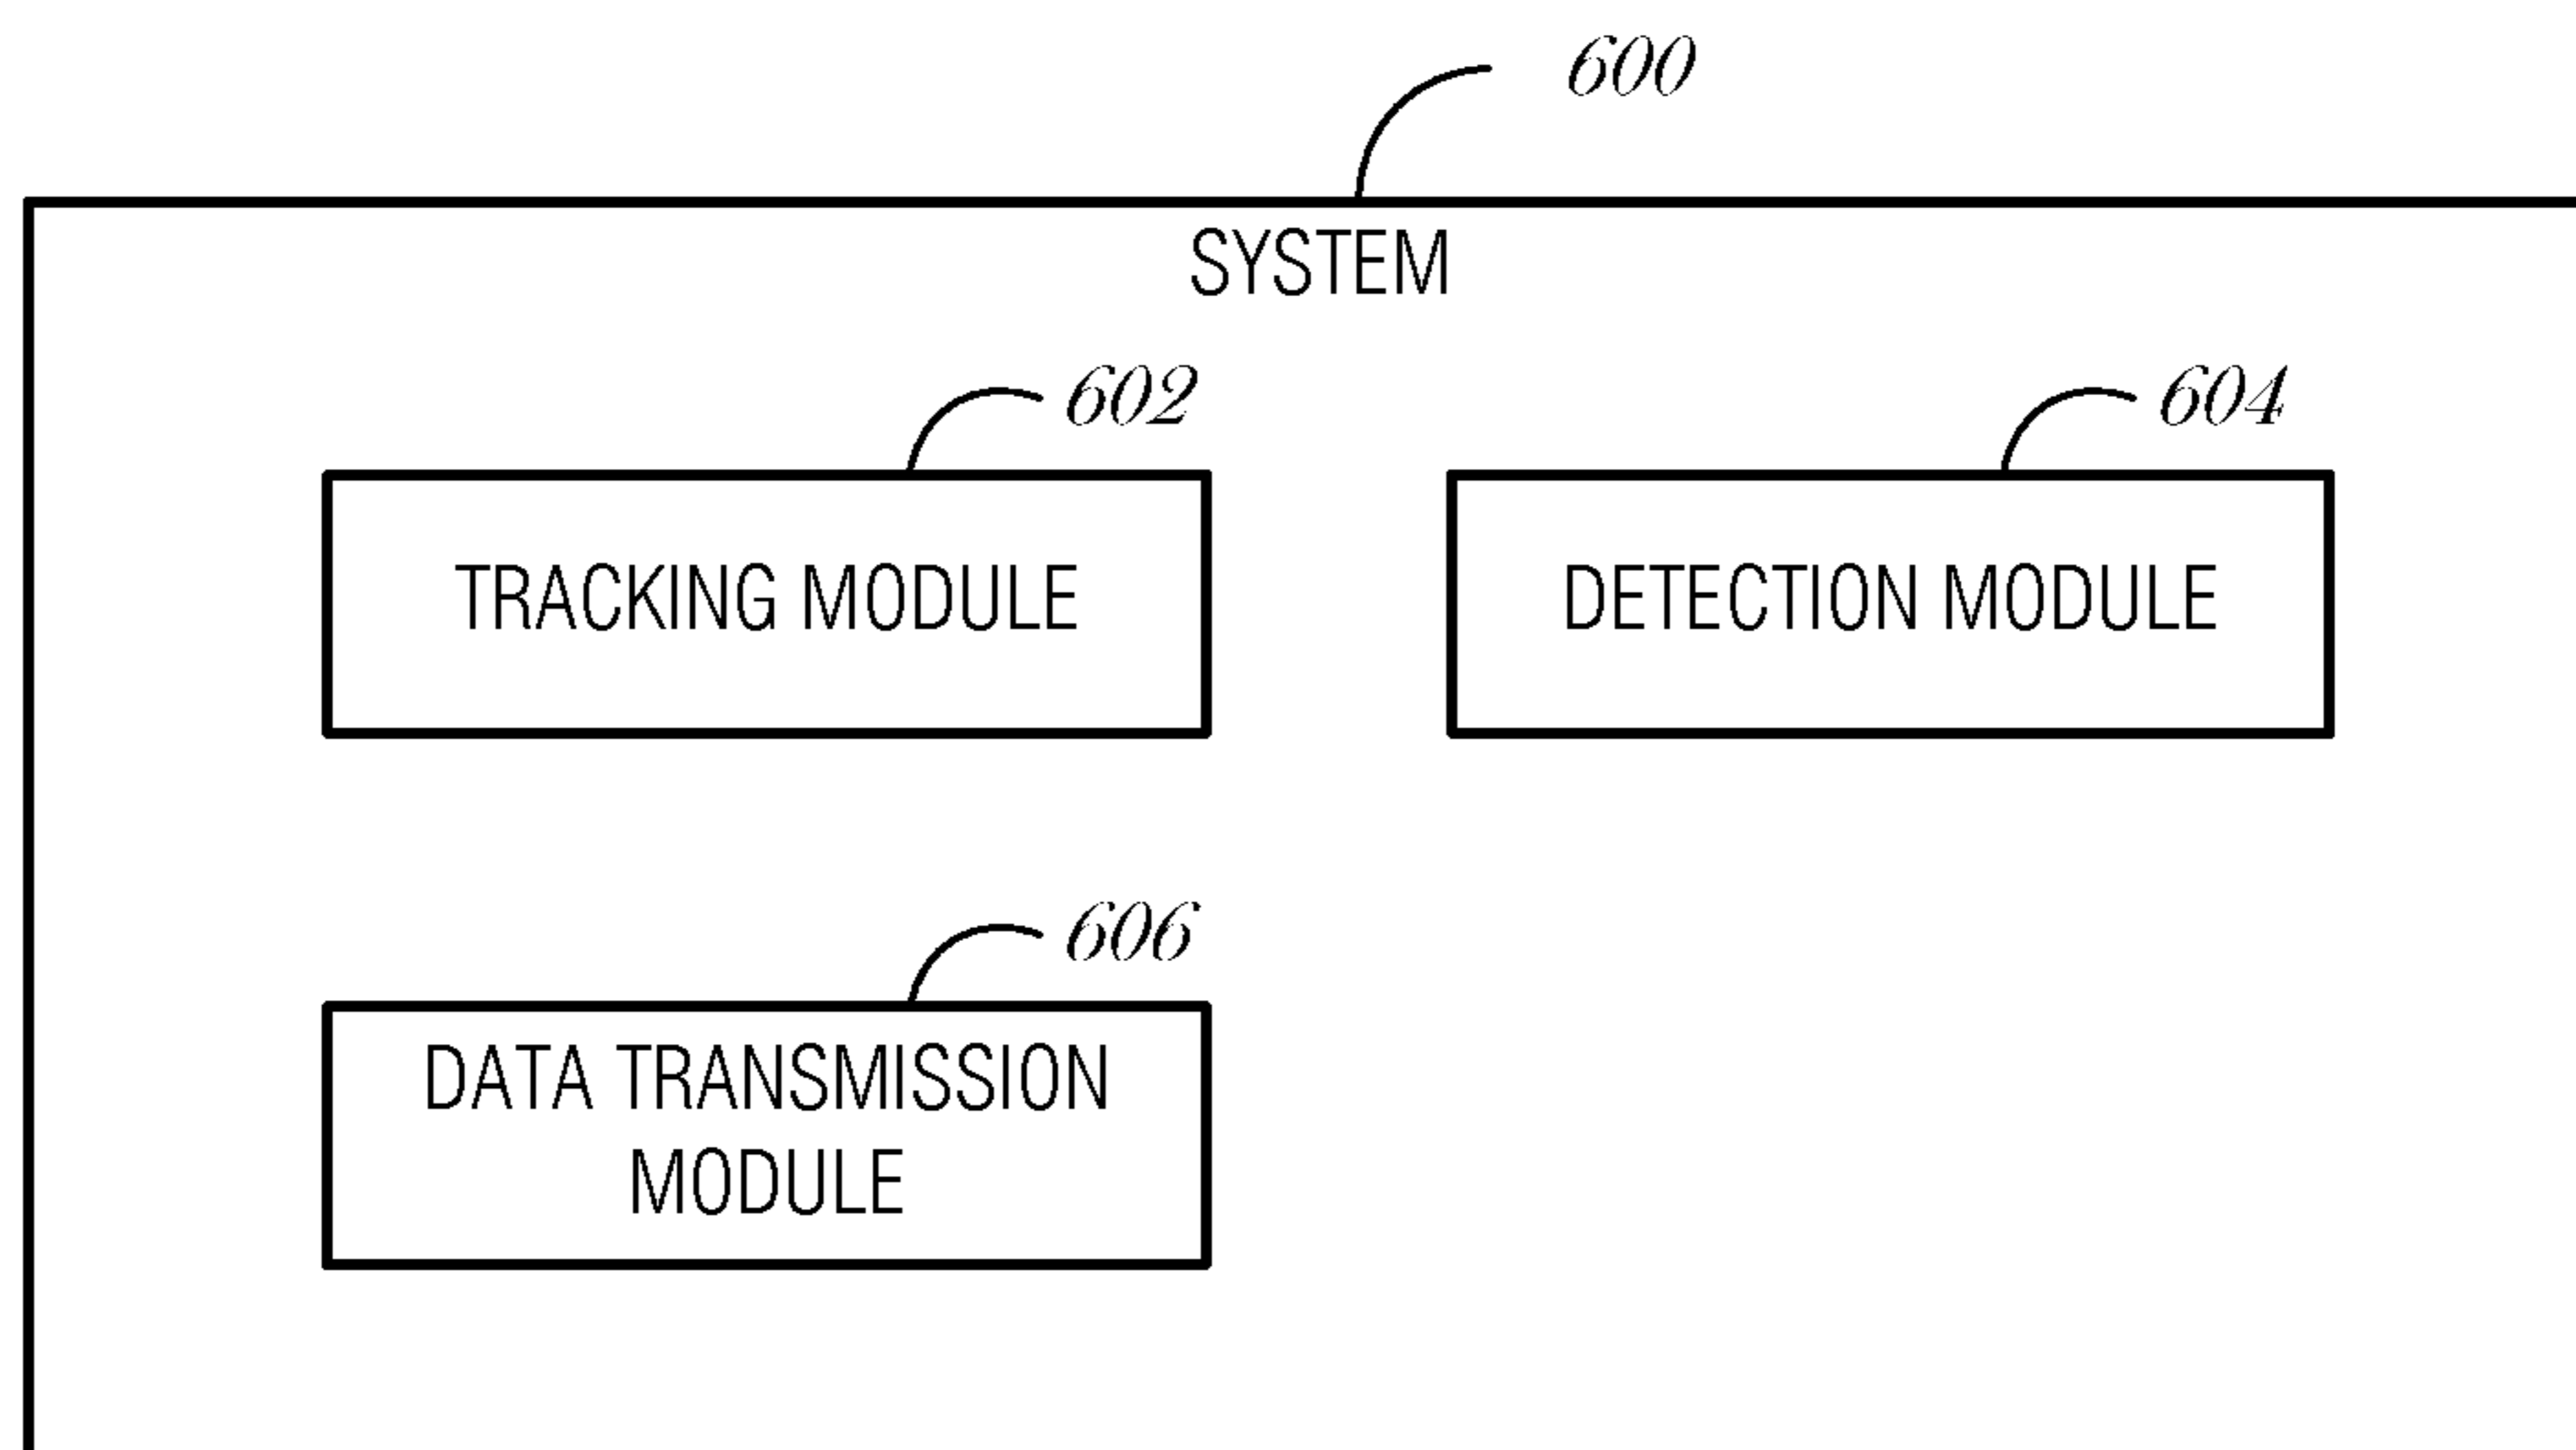 600
SYSTEM
602
604
TRACKING MODULE
DETECTION MODULE
606
DATA TRANSMISSION
MODULE